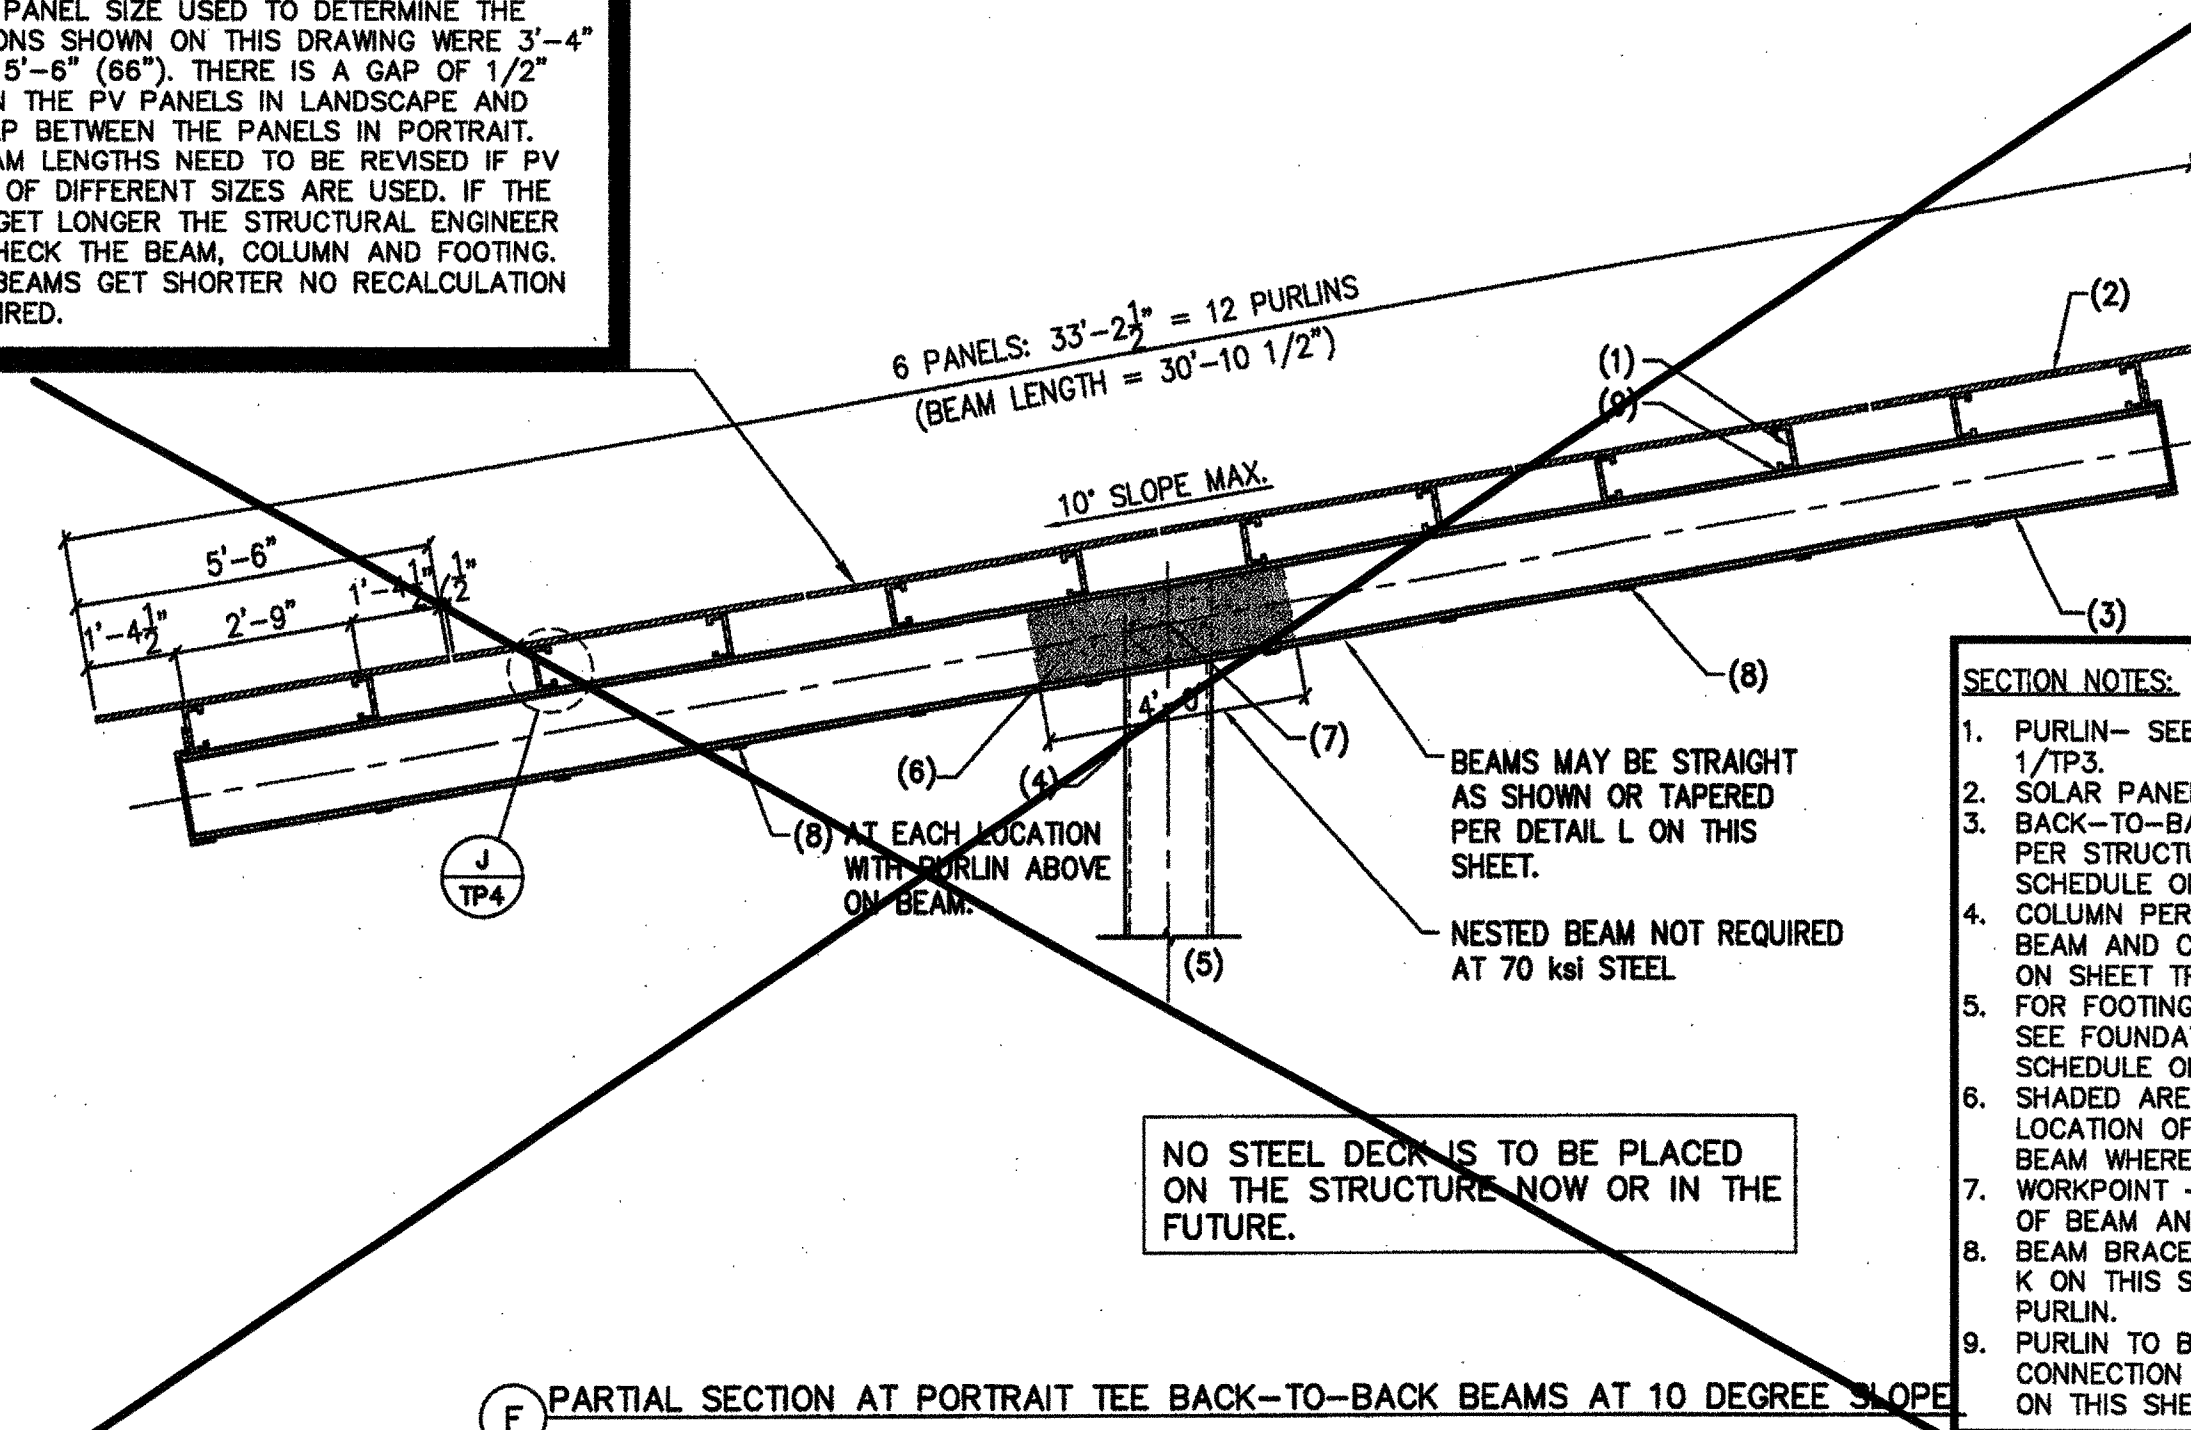 PANEL SIZE USED TO DETERMINE THE
ONS SHOWN ON THIS DRAWING WERE 3'-4"
5'-6" (66"). THERE IS A GAP OF 1/2"
N THE PV PANELS IN LANDSCAPE AND
P BETWEEN THE PANELS IN PORTRAIT.
AM LENGTHS NEED TO BE REVISED IF PV
OF DIFFERENT SIZES ARE USED. IF THE
GET LONGER THE STRUCTURAL ENGINEER
HECK THE BEAM, COLUMN AND FOOTING.
BEAMS GET SHORTER NO RECALCULATION
IRED.
6 PANELS: 33'-2 1/2" = 12 PURLINS
(BEAM LENGTH = 30'-10 1/2")
10° SLOPE MAX.
(1)
(9)
(2)
5'-6"
1'-4 1/2"
2'-9"
1'-4 1/2"
1/2"
(3)
(8)
(7)
(6)
(4)
(5)
J
TP4
(8) AT EACH LOCATION
WITH PURLIN ABOVE
ON BEAM.
BEAMS MAY BE STRAIGHT
AS SHOWN OR TAPERED
PER DETAIL L ON THIS
SHEET.
NESTED BEAM NOT REQUIRED
AT 70 ksi STEEL
NO STEEL DECK IS TO BE PLACED
ON THE STRUCTURE NOW OR IN THE
FUTURE.
SECTION NOTES:
1. PURLIN- SEE
1/TP3.
2. SOLAR PANEL
3. BACK-TO-BA
PER STRUCTU
SCHEDULE O
4. COLUMN PER
BEAM AND C
ON SHEET TP
5. FOR FOOTING
SEE FOUNDAT
SCHEDULE O
6. SHADED ARE
LOCATION OF
BEAM WHERE
7. WORKPOINT -
OF BEAM AN
8. BEAM BRACE
K ON THIS S
PURLIN.
9. PURLIN TO B
CONNECTION
ON THIS SHE
F PARTIAL SECTION AT PORTRAIT TEE BACK-TO-BACK BEAMS AT 10 DEGREE SLOPE